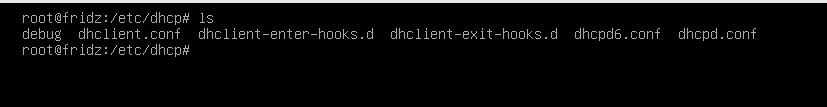 root@fridz:/etc/dhcp# ls
debug  dhclient.conf  dhclient-enter-hooks.d  dhclient-exit-hooks.d  dhcpd6.conf  dhcpd.conf
root@fridz:/etc/dhcp#